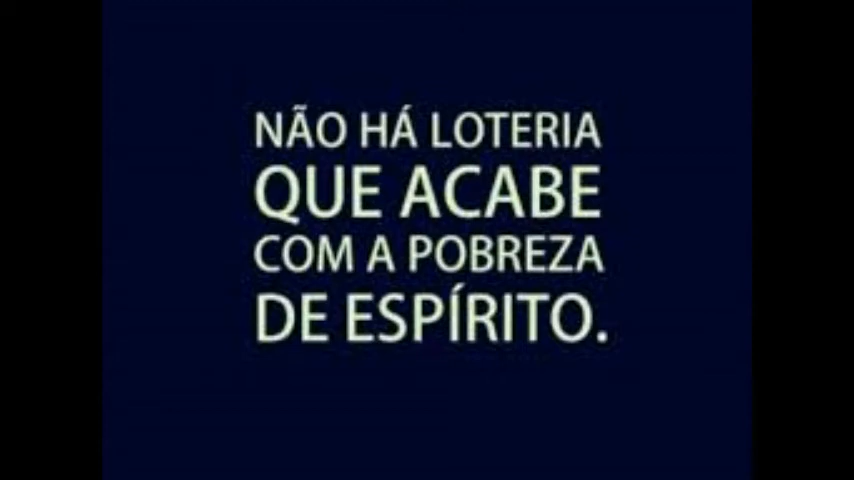 NÃO HÁ LOTERIA
QUE ACABE
COM A POBREZA
DE ESPÍRITO.